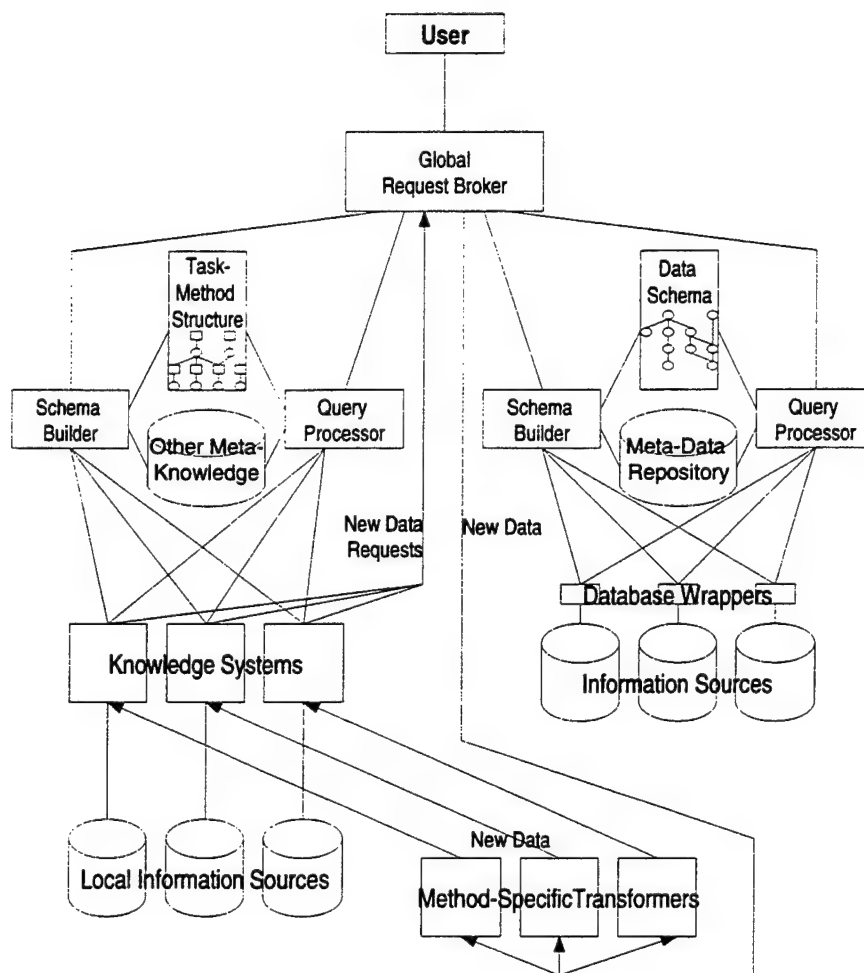 User
Global
Request Broker
Task-
Method
Structure
Data
Schema
Schema
Builder
Other Meta-
Knowledge
Query
Processor
Schema
Builder
Meta-Data
Repository
Query
Processor
New Data
Requests
New Data
Database Wrappers
Knowledge Systems
Information Sources
New Data
Local Information Sources
Method-SpecificTransformers